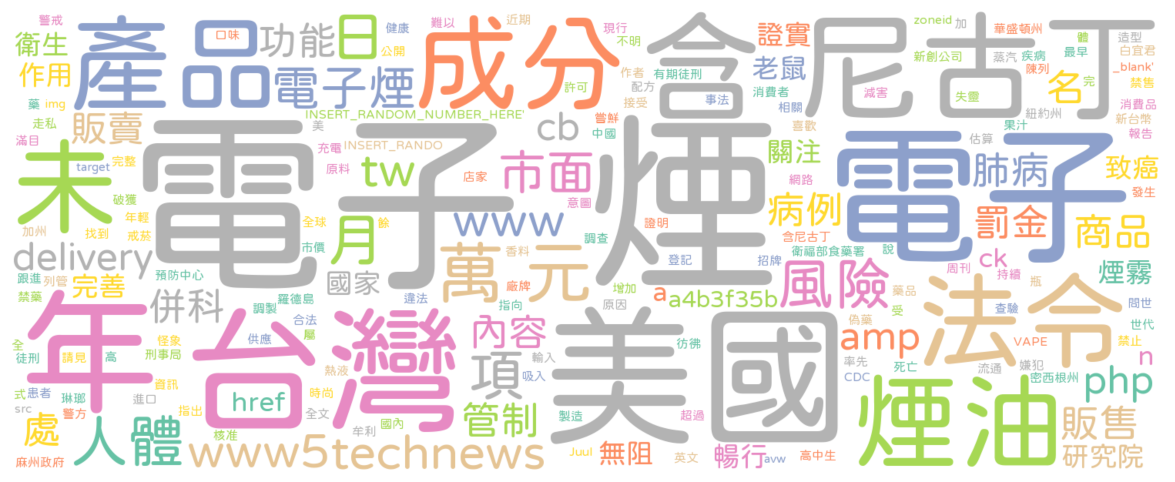 警戒
口味
難以
近期
現行
zoneid
加
華盛頓州
體
造型
衛生
產品
功能
日
健康
公開
成分
含
證實
不明
尼古丁
新創公司
蒸汽
疾病
最早
白宜君
作用
電子煙
作者
有期徒刑
老鼠
陳列
_blank'
藥
img
許可
配方
消費者
減害
失靈
名
完
禁售
走私
販賣
INSERT_RANDOM_NUMBER_HERE'
接受
事法
相關
紐約州
消費品
滿目
美
嘗鮮
cb
中國
喜歡
果汁
新台幣
報告
未
電子煙
充電
INSERT_RANDO
原料
tw
店家
市面
關注
估算
電子
肺病
致癌
target
完整
網路
發生
破獲
年輕
意圖
病例
罰金
商品
加州
找到
戒菸
全球
餘
www
證明
含尼古丁
delivery
月
市價
香料
調查
登記
招牌
衛福部食藥署
說
跟進
列管
預防中心
國家
萬元
增加
周刊
ck
持續
瓶
煙霧
禁藥
完善
併科
羅德島
廠牌
指向
原因
a
a4b3f35b
風險
藥品
受
問世
調製
違法
偽藥
查驗
世代
年
台灣
合法
內容
美國
amp
法令
VAPE
禁止
全
怪象
屬
徒刑
請見
高
刑事局
供應
項
輸入
彷彿
率先
流通
嫌犯
n
式
患者
資訊
熱液
吸入
CDC
死亡
密西根州
php
src
琳瑯
進口
href
時尚
處
人體
警方
指出
全文
國內
管制
製造
超過
煙油
販售
麻州政府
核准
牟利
www5technews
Juul
無阻
英文
暢行
avw
高中生
研究院